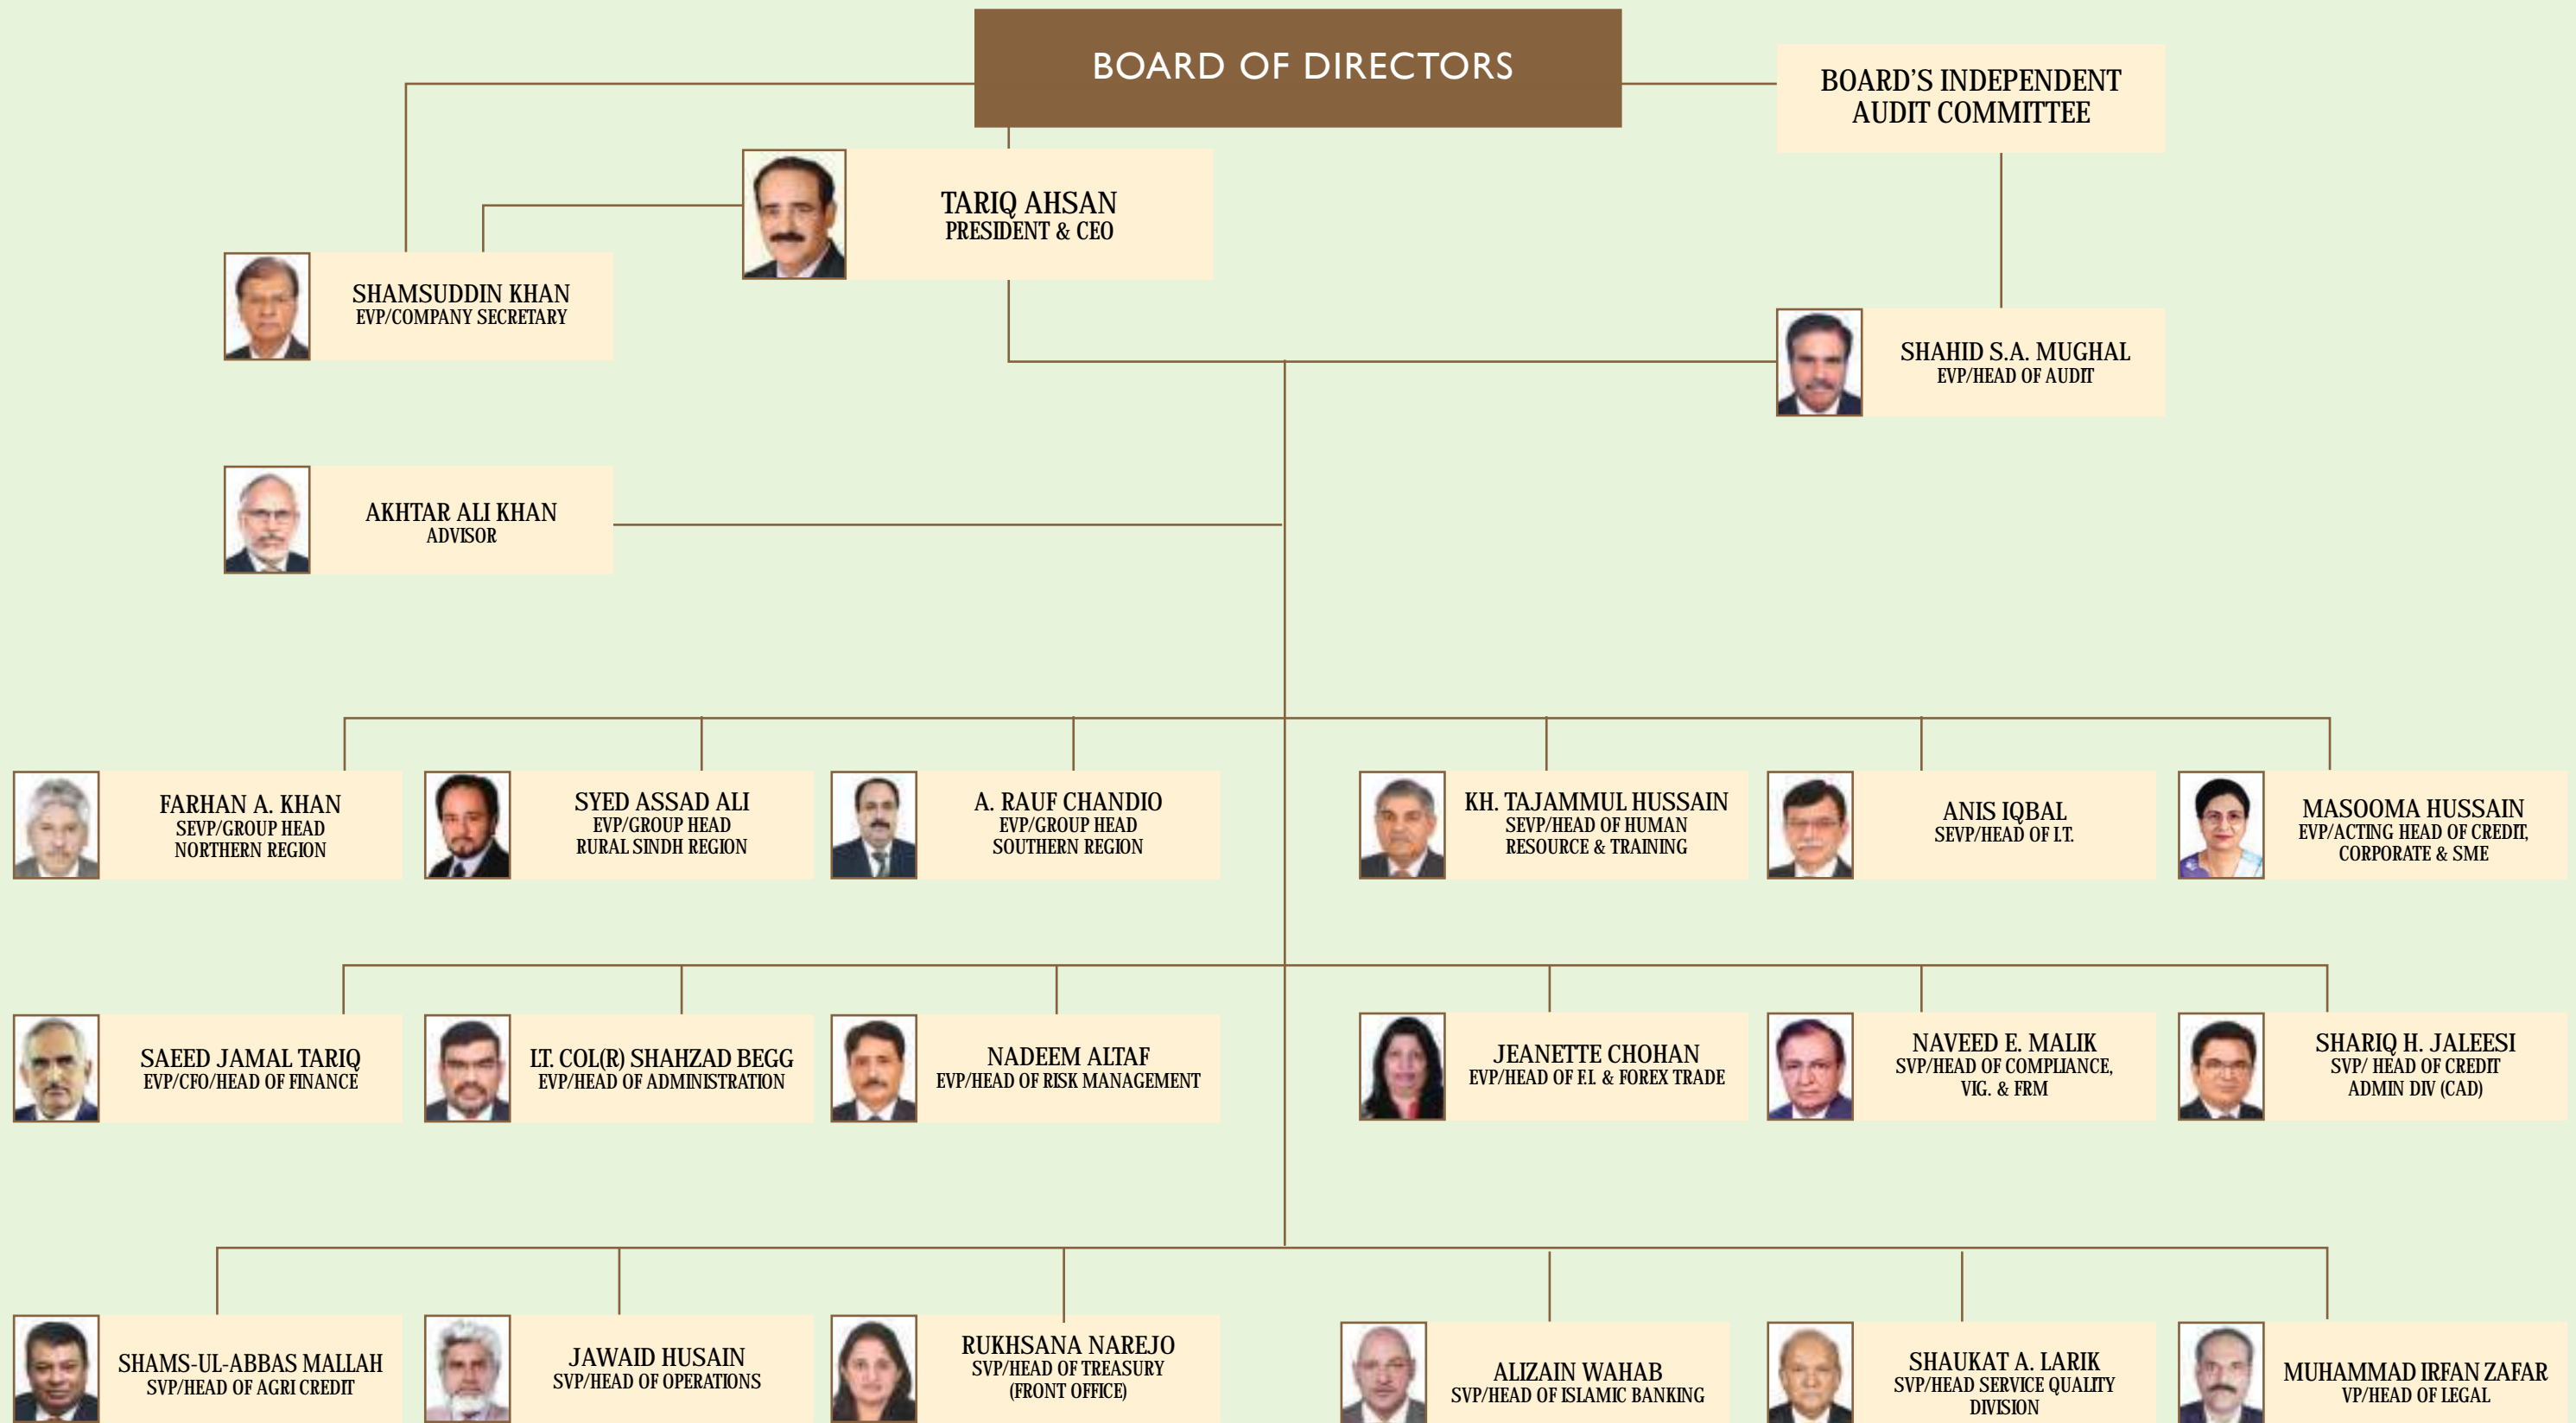 BOARD OF DIRECTORS
BOARD'S INDEPENDENT
AUDIT COMMITTEE
TARIQ AHSAN
PRESIDENT & CEO
SHAMSUDDIN KHAN
EVP/COMPANY SECRETARY
SHAHID S.A. MUGHAL
EVP/HEAD OF AUDIT
AKHTAR ALI KHAN
ADVISOR
FARHAN A. KHAN
SEVP/GROUP HEAD
NORTHERN REGION
SYED ASSAD ALI
EVP/GROUP HEAD
RURAL SINDH REGION
A. RAUF CHANDIO
EVP/GROUP HEAD
SOUTHERN REGION
KH. TAJAMMUL HUSSAIN
SEVP/HEAD OF HUMAN
RESOURCE & TRAINING
ANIS IQBAL
SEVP/HEAD OF I.T.
MASOOMA HUSSAIN
EVP/ACTING HEAD OF CREDIT,
CORPORATE & SME
SAEED JAMAL TARIQ
EVP/CFO/HEAD OF FINANCE
LT. COL(R) SHAHZAD BEGG
EVP/HEAD OF ADMINISTRATION
NADEEM ALTAF
EVP/HEAD OF RISK MANAGEMENT
JEANETTE CHOHAN
EVP/HEAD OF F.I. & FOREX TRADE
NAVEED E. MALIK
SVP/HEAD OF COMPLIANCE,
VIG. & FRM
SHARIQ H. JALEESI
SVP/ HEAD OF CREDIT
ADMIN DIV (CAD)
SHAMS-UL-ABBAS MALLAH
SVP/HEAD OF AGRI CREDIT
JAWAID HUSAIN
SVP/HEAD OF OPERATIONS
RUKHSANA NAREJO
SVP/HEAD OF TREASURY
(FRONT OFFICE)
ALIZAIN WAHAB
SVP/HEAD OF ISLAMIC BANKING
SHAUKAT A. LARIK
SVP/HEAD SERVICE QUALITY
DIVISION
MUHAMMAD IRFAN ZAFAR
VP/HEAD OF LEGAL